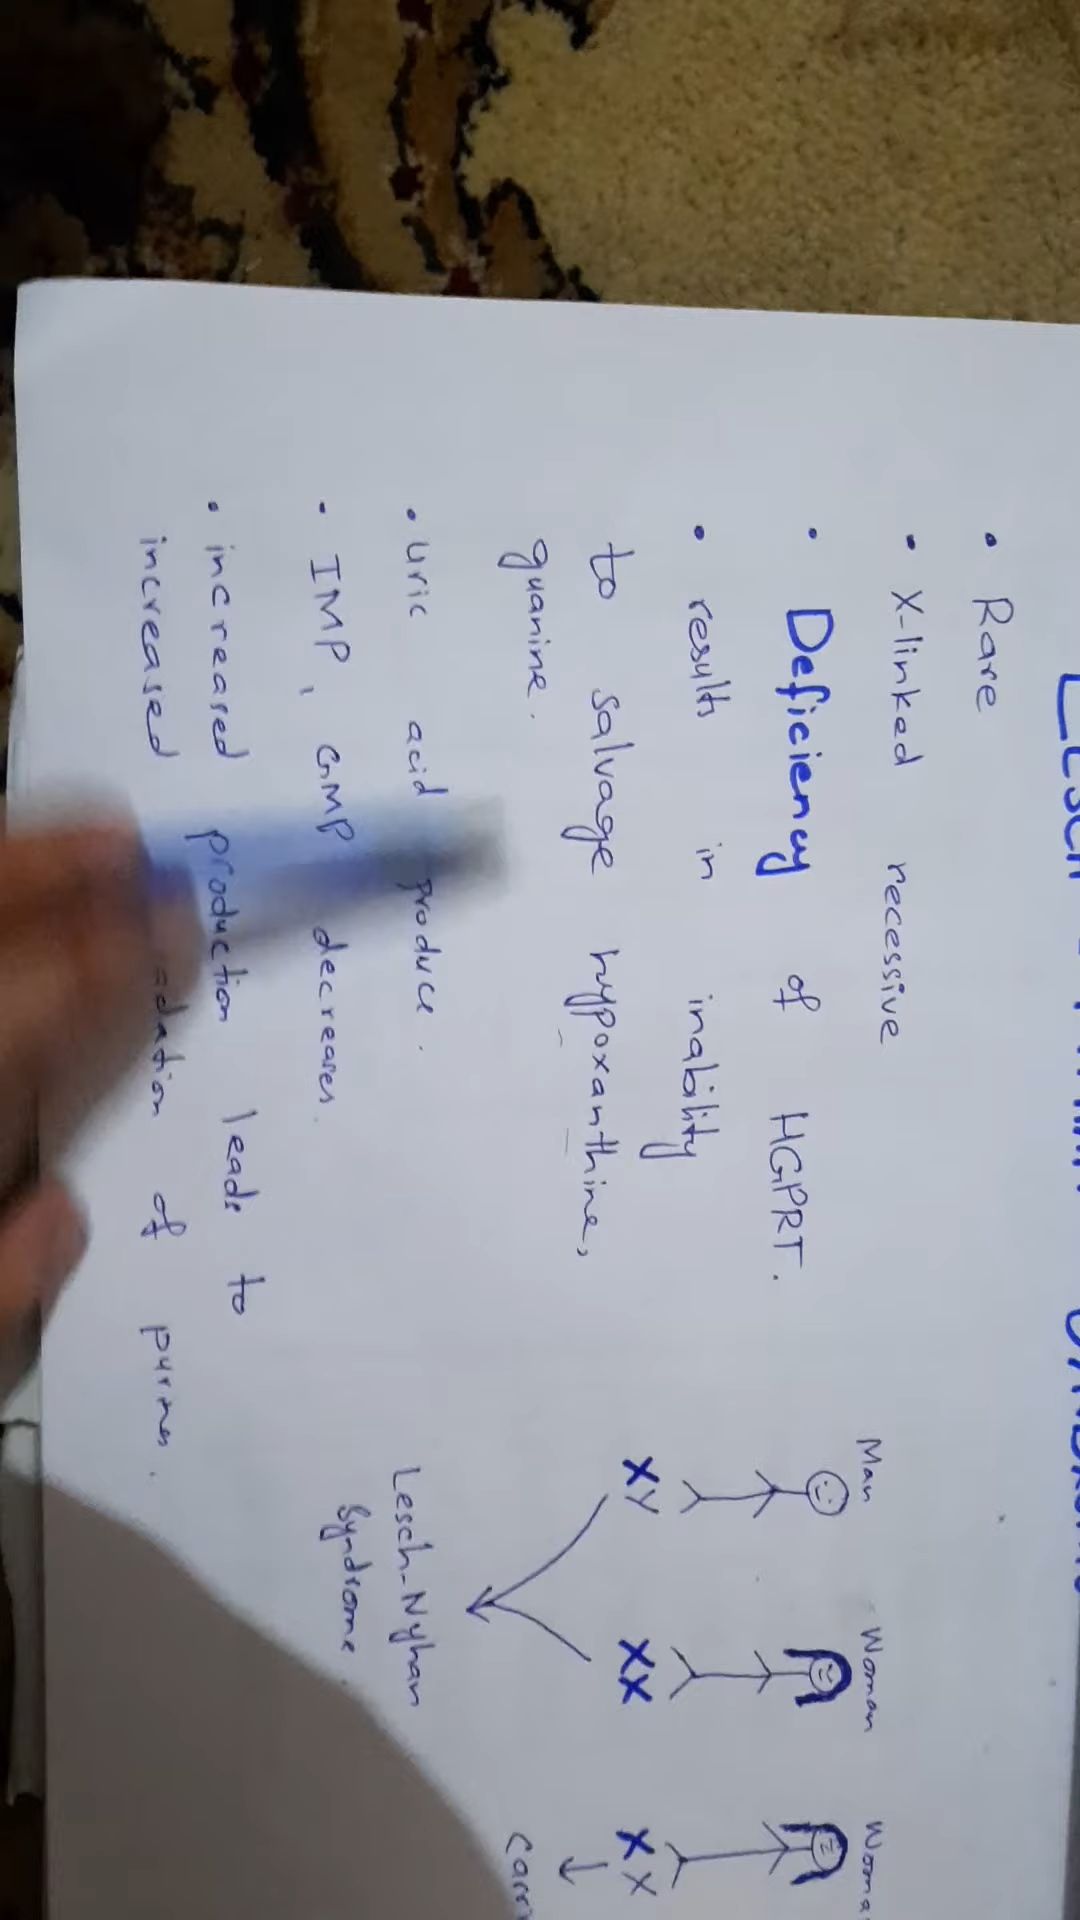 • Rare
• X-linked recessive
• Deficiency of HGPRT.
• results in inability
to salvage hypoxanthine,
guanine.
• uric acid produce.
• IMP, GMP decreases.
• increased production leads to
increased of purines.
Man
XY
Woman
XX
XX
Lesch-Nyhan
Syndrome